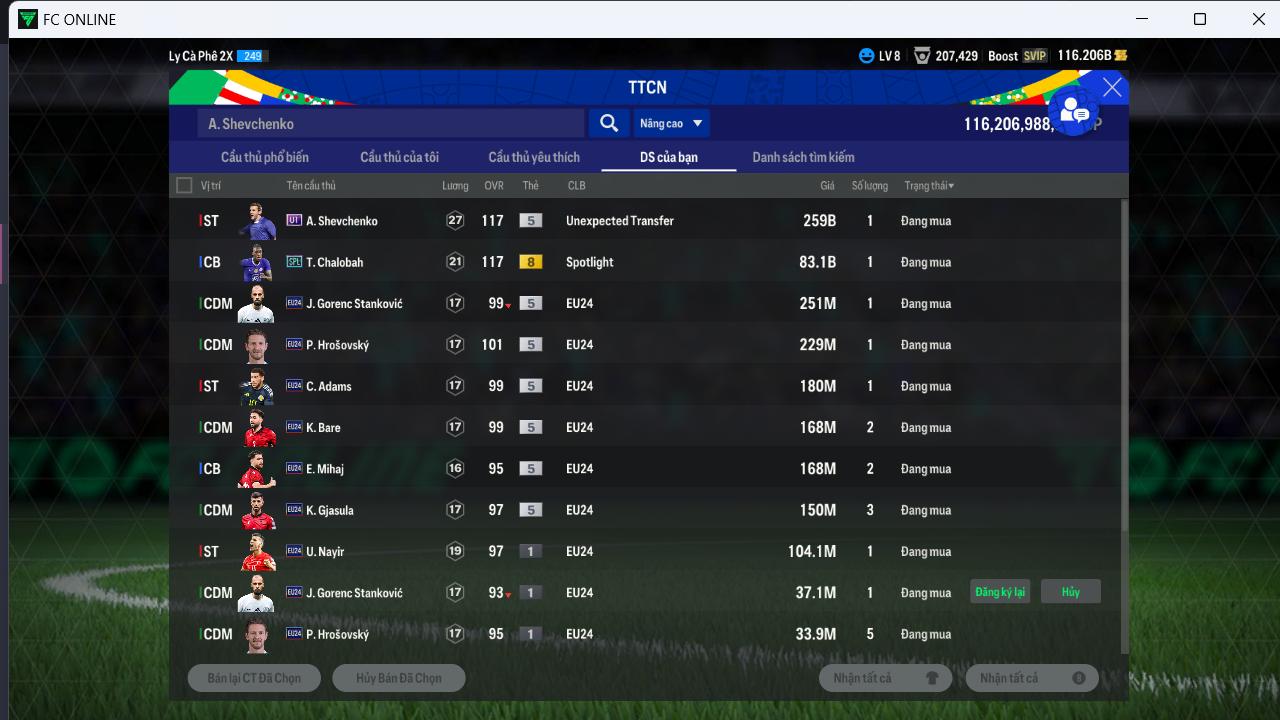 FC ONLINE
Ly Cà Phê 2X 249 LV 8 207,429 Boost SVIP 116.206B
TTCN
A. Shevchenko Nâng cao 116,206,988,
Cầu thủ phổ biến Cầu thủ của tôi Cầu thủ yêu thích DS của bạn Danh sách tìm kiếm
Vị trí Tên cầu thủ Lương OVR Thẻ CLB Giá Số lượng Trạng thái
ST UT A. Shevchenko 27 117 5 Unexpected Transfer 259B 1 Đang mua
CB SPL T. Chalobah 21 117 8 Spotlight 83.1B 1 Đang mua
CDM EU24 J. Gorenc Stanković 17 99 5 EU24 251M 1 Đang mua
CDM EU24 P. Hrošovský 17 101 5 EU24 229M 1 Đang mua
ST EU24 C. Adams 17 99 5 EU24 180M 1 Đang mua
CDM EU24 K. Bare 17 99 5 EU24 168M 2 Đang mua
CB EU24 E. Mihaj 16 95 5 EU24 168M 2 Đang mua
CDM EU24 K. Gjasula 17 97 5 EU24 150M 3 Đang mua
ST EU24 U. Nayir 19 97 1 EU24 104.1M 1 Đang mua
CDM EU24 J. Gorenc Stanković 17 93 1 EU24 37.1M 1 Đang mua Đăng ký lại Hủy
CDM EU24 P. Hrošovský 17 95 1 EU24 33.9M 5 Đang mua
Bán lại CT Đã Chọn Hủy Bán Đã Chọn Nhận tất cả Nhận tất cả